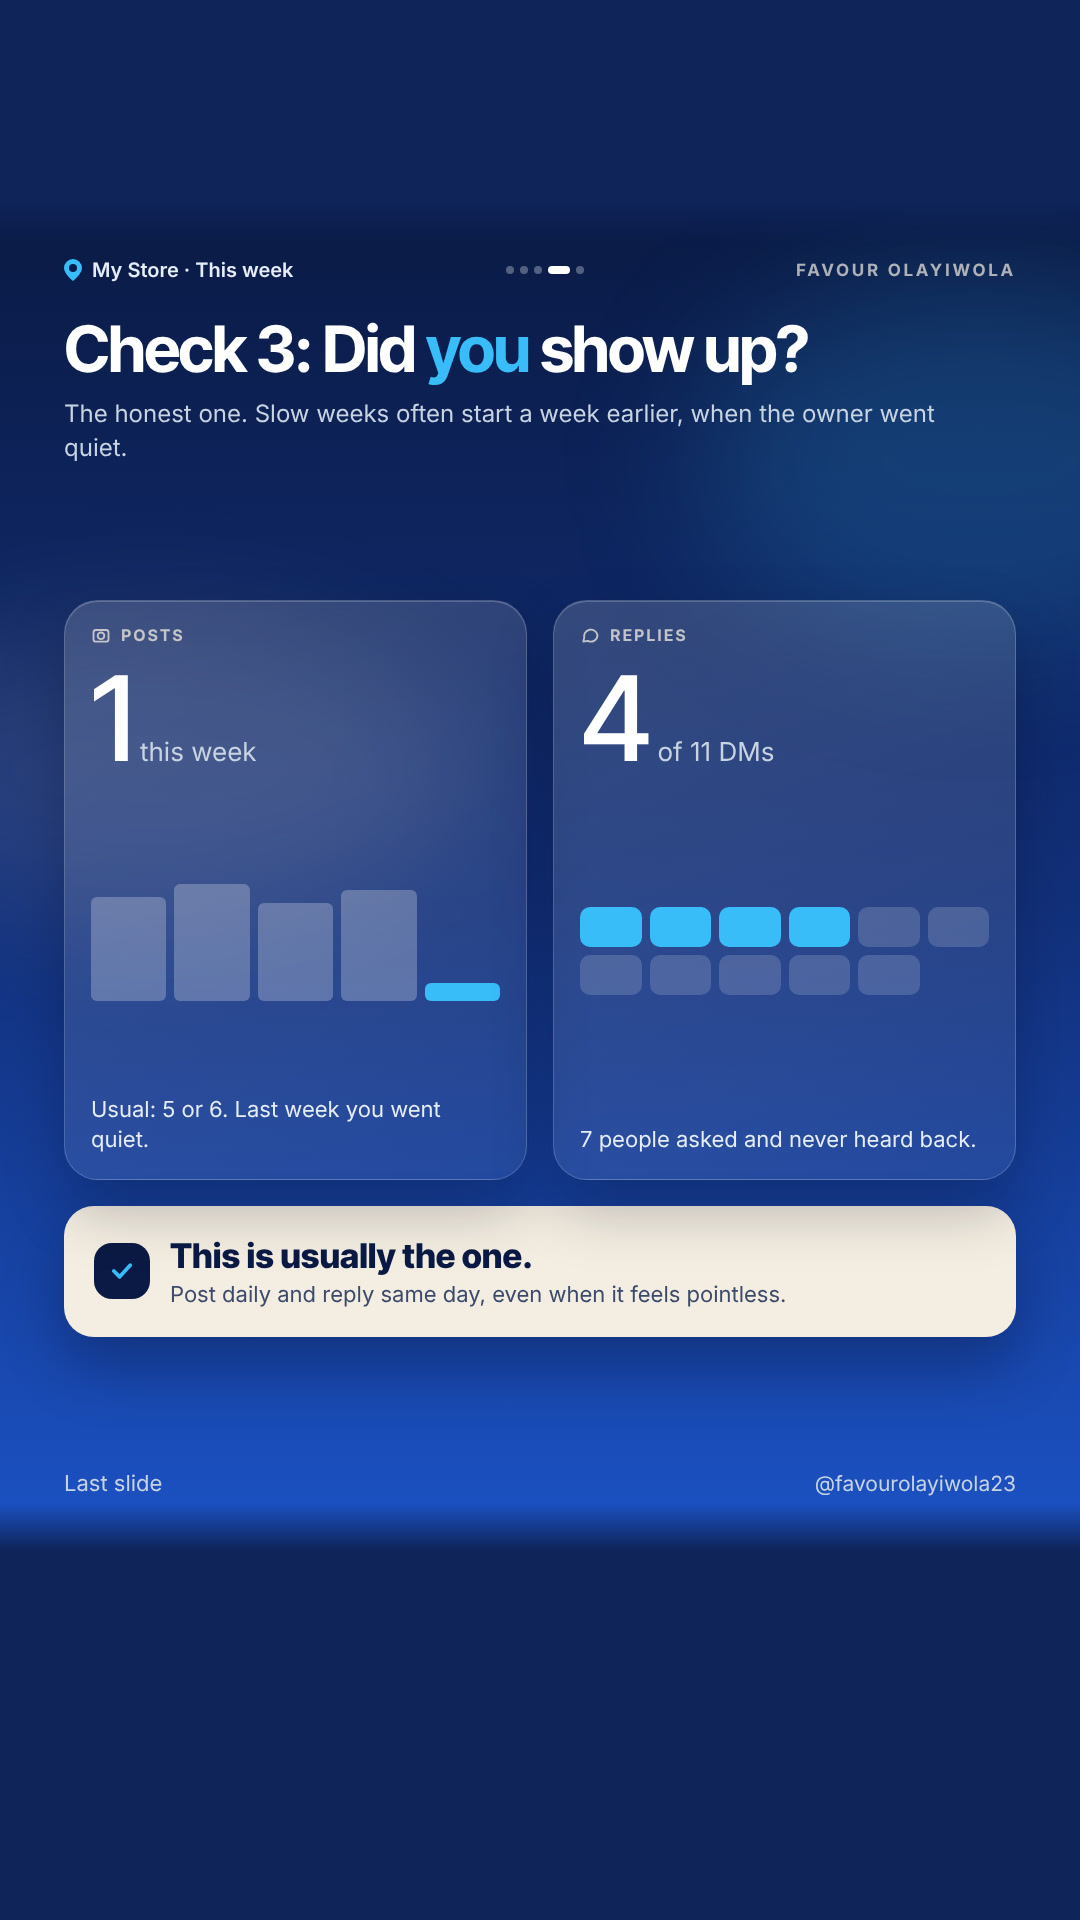 My Store · This week
FAVOUR OLAYIWOLA
Check 3: Did you show up?
The honest one. Slow weeks often start a week earlier, when the owner went
quiet.
POSTS
1 this week
Usual: 5 or 6. Last week you went
quiet.
REPLIES
4 of 11 DMs
7 people asked and never heard back.
This is usually the one.
Post daily and reply same day, even when it feels pointless.
Last slide
@favourolayiwola23